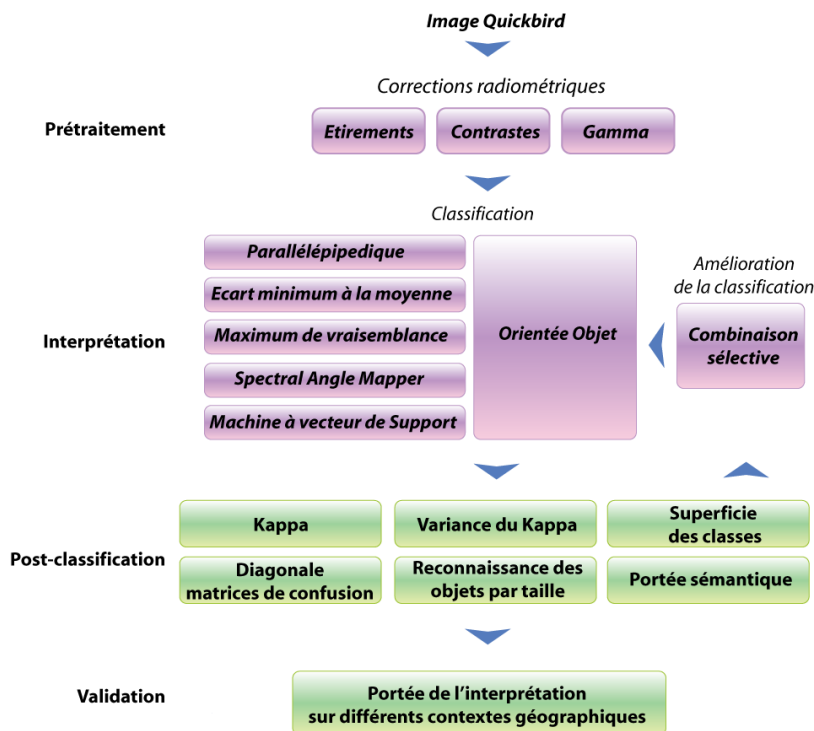 Image Quickbird
Corrections radiométriques
Prétraitement
Etirements
Contrastes
Gamma
Classification
Interprétation
Parallélépipedique
Ecart minimum à la moyenne
Maximum de vraisemblance
Spectral Angle Mapper
Machine à vecteur de Support
Orientée Objet
Amélioration
de la classification
Combinaison
sélective
Post-classification
Kappa
Variance du Kappa
Superficie
des classes
Diagonale
matrices de confusion
Reconnaissance des
objets par taille
Portée sémantique
Validation
Portée de l'interprétation
sur différents contextes géographiques